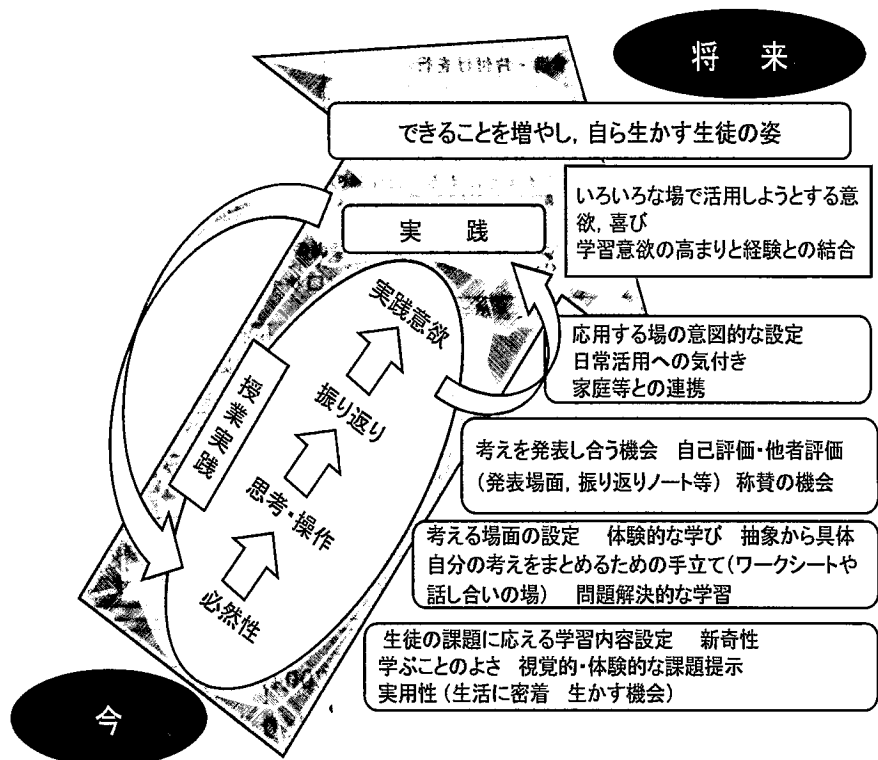 将 来
できることを増やし, 自ら生かす生徒の姿
いろいろな場で活用しようとする意
欲, 喜び
学習意欲の高まりと経験との結合
実 践
実践意欲
応用する場の意図的な設定
日常活用への気付き
家庭等との連携
授業実践
振り返り
考えを発表し合う機会 自己評価・他者評価
(発表場面, 振り返りノート等) 称賛の機会
思考・操作
考える場面の設定 体験的な学び 抽象から具体
自分の考えをまとめるための手立て(ワークシートや
話し合いの場) 問題解決的な学習
必然性
生徒の課題に応える学習内容設定 新奇性
学ぶことのよさ 視覚的・体験的な課題提示
実用性(生活に密着 生かす機会)
今